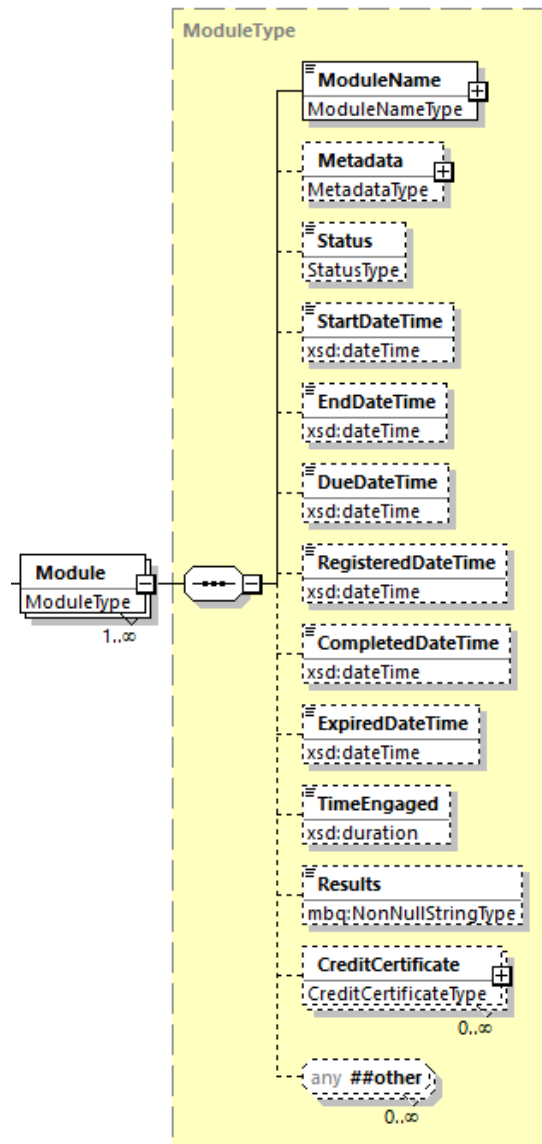 ModuleType
ModuleName
ModuleNameType
Metadata
MetadataType
Status
StatusType
StartDateTime
xsd:dateTime
EndDateTime
xsd:dateTime
DueDateTime
xsd:dateTime
Module
ModuleType
1..∞
RegisteredDateTime
xsd:dateTime
CompletedDateTime
xsd:dateTime
ExpiredDateTime
xsd:dateTime
TimeEngaged
xsd:duration
Results
mbq:NonNullStringType
CreditCertificate
CreditCertificateType
0..∞
any ##other
0..∞